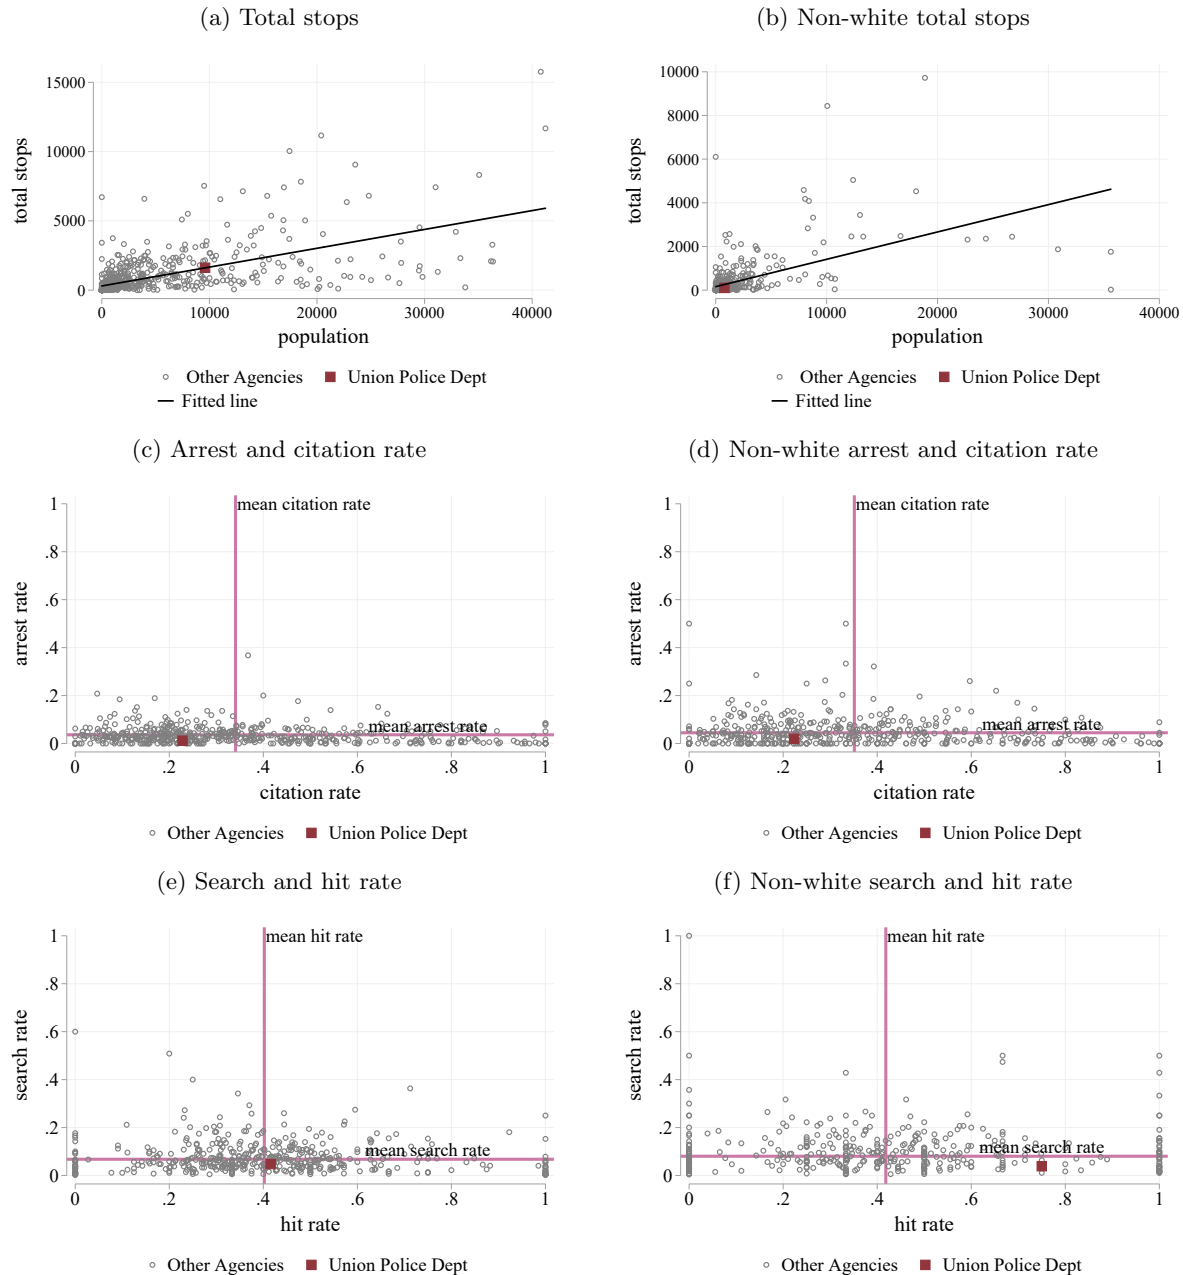 (a) Total stops
(b) Non-white total stops
15000
10000
5000
0
total stops
0 10000 20000 30000 40000
population
Other Agencies Union Police Dept
Fitted line
10000
8000
6000
4000
2000
0
total stops
0 10000 20000 30000 40000
population
Other Agencies Union Police Dept
Fitted line
(c) Arrest and citation rate
(d) Non-white arrest and citation rate
1
.8
.6
.4
.2
0
arrest rate
mean citation rate
mean arrest rate
0 .2 .4 .6 .8 1
citation rate
Other Agencies Union Police Dept
1
.8
.6
.4
.2
0
arrest rate
mean citation rate
mean arrest rate
0 .2 .4 .6 .8 1
citation rate
Other Agencies Union Police Dept
(e) Search and hit rate
(f) Non-white search and hit rate
1
.8
.6
.4
.2
0
search rate
mean hit rate
mean search rate
0 .2 .4 .6 .8 1
hit rate
Other Agencies Union Police Dept
1
.8
.6
.4
.2
0
search rate
mean hit rate
mean search rate
0 .2 .4 .6 .8 1
hit rate
Other Agencies Union Police Dept